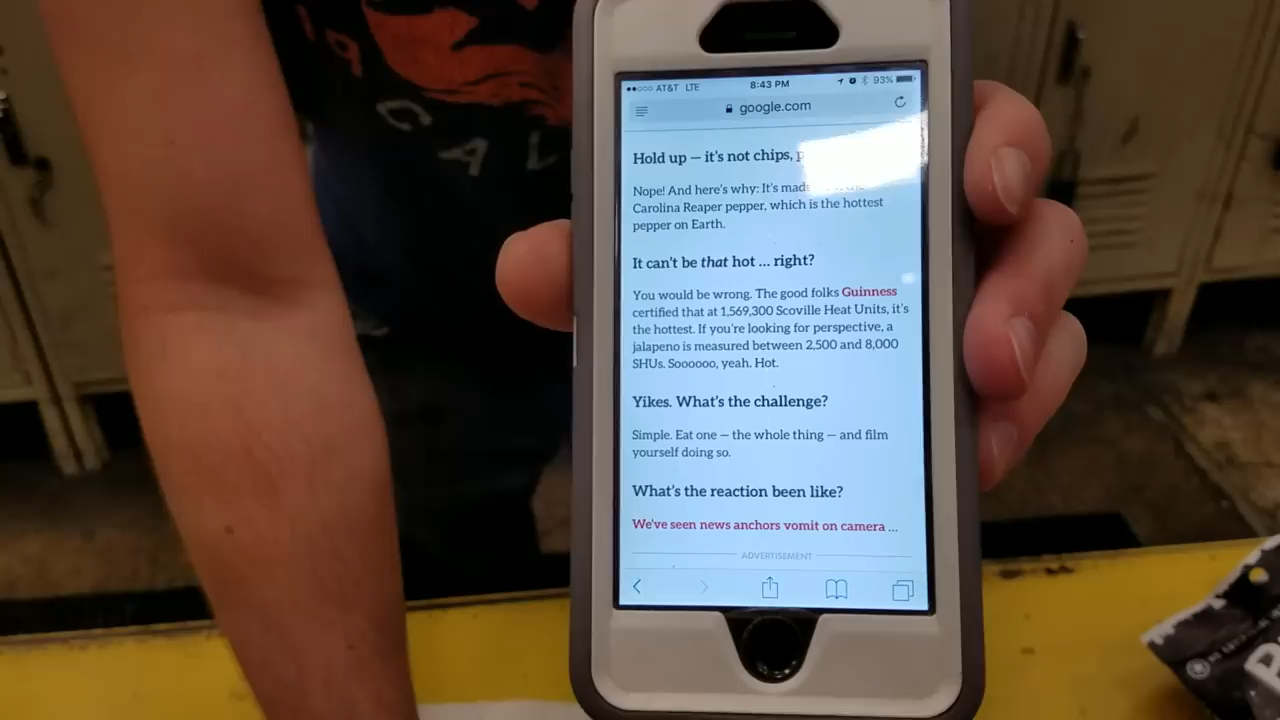 AT&T LTE 8:43 PM 93%
google.com
Hold up — it's not chips,
Nope! And here's why: It's made
Carolina Reaper pepper, which is the hottest
pepper on Earth.
It can't be that hot ... right?
You would be wrong. The good folks Guinness
certified that at 1,569,300 Scoville Heat Units, it's
the hottest. If you're looking for perspective, a
jalapeno is measured between 2,500 and 8,000
SHUs. Soooooo, yeah. Hot.
Yikes. What's the challenge?
Simple. Eat one — the whole thing — and film
yourself doing so.
What's the reaction been like?
We've seen news anchors vomit on camera ...
ADVERTISEMENT